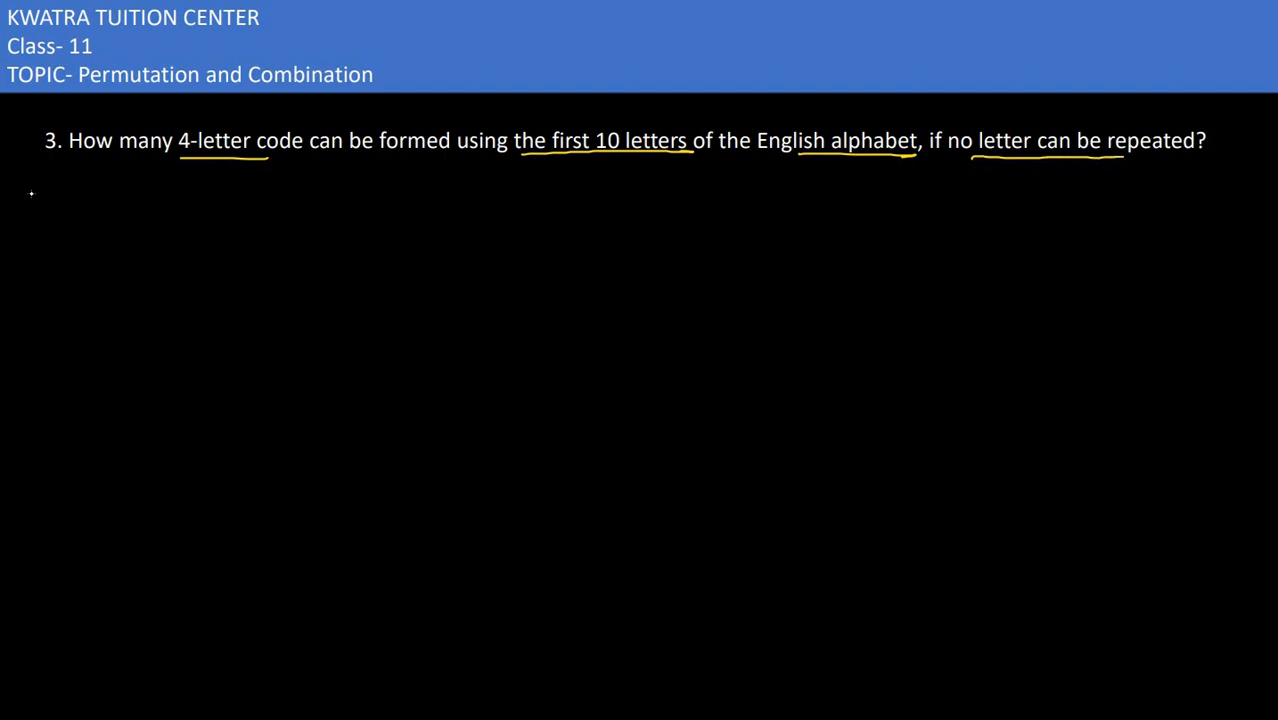 KWATRA TUITION CENTER
Class- 11
TOPIC- Permutation and Combination
3. How many 4-letter code can be formed using the first 10 letters of the English alphabet, if no letter can be repeated?